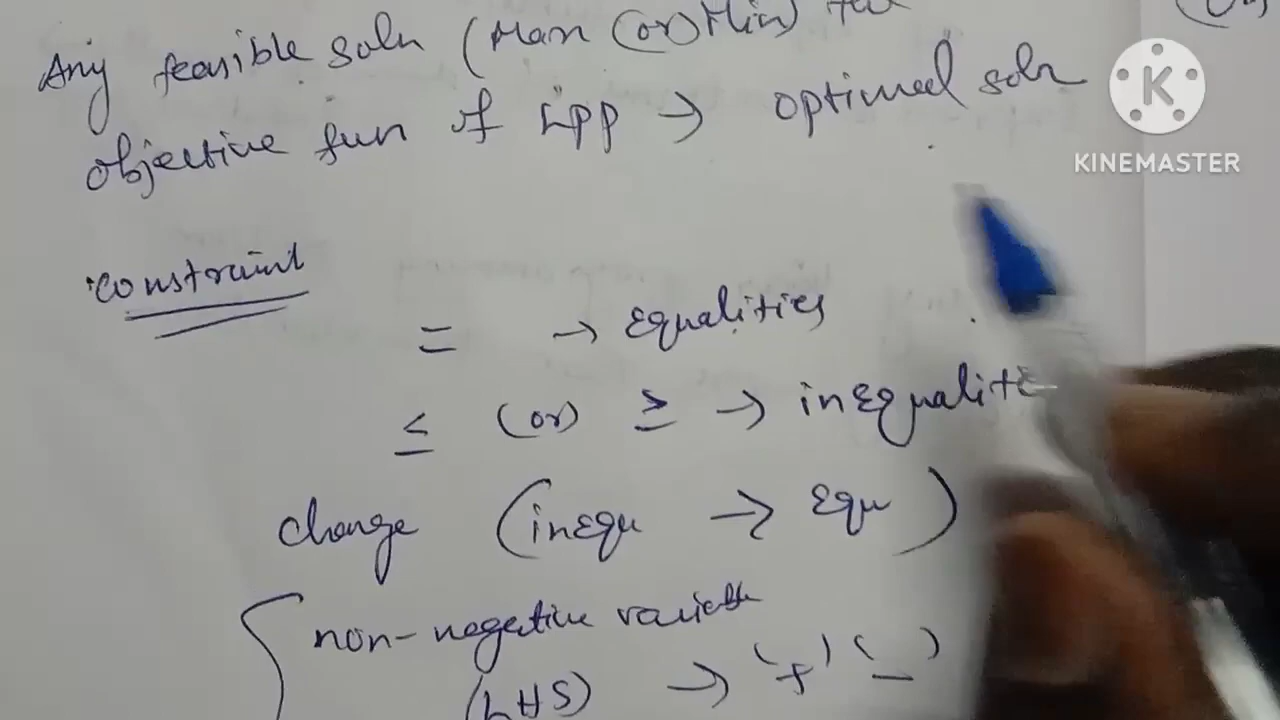 Any feasible soln (Max (or) Min) the
objective fun of LPP → optimal soln
K
KINEMASTER
constraint
= → Equalities
≤ (or) ≥ → inEqualite
change (inEqu → Equ)
non-negative variable
(LHS) → '+' '-'